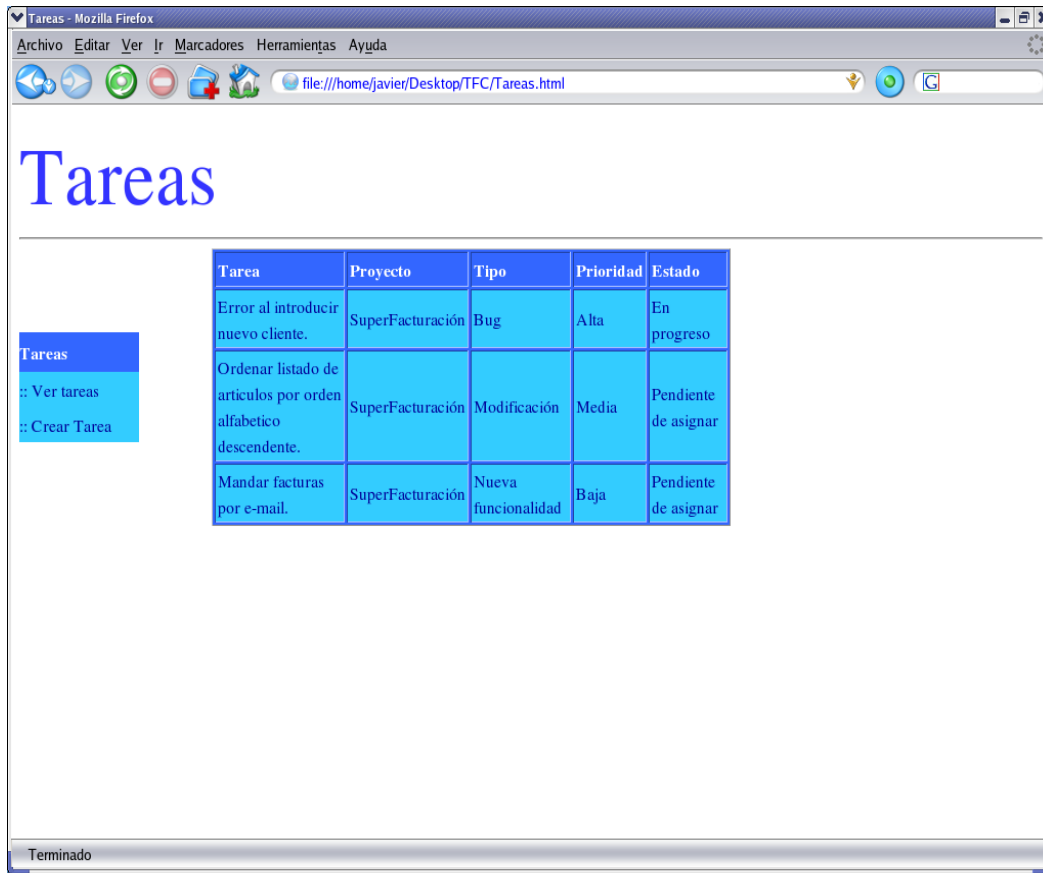 Tareas - Mozilla Firefox
Archivo Editar Ver Ir Marcadores Herramientas Ayuda
file:///home/javier/Desktop/TFC/Tareas.html
G
Tareas
Tareas
:: Ver tareas
:: Crear Tarea
Tarea Proyecto Tipo Prioridad Estado
Error al introducir
nuevo cliente.
SuperFacturación
Bug
Alta
En
progreso
Ordenar listado de
articulos por orden
alfabetico
descendente.
SuperFacturación
Modificación
Media
Pendiente
de asignar
Mandar facturas
por e-mail.
SuperFacturación
Nueva
funcionalidad
Baja
Pendiente
de asignar
Terminado